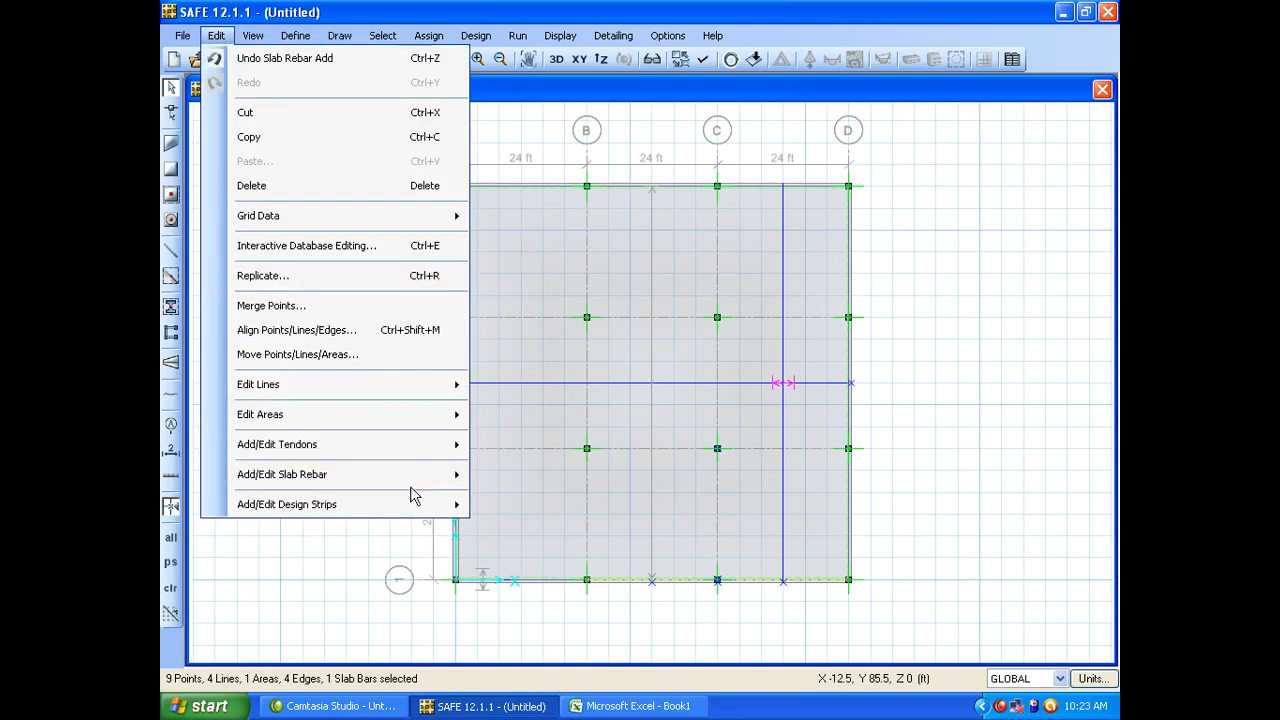 SAFE 12.1.1 - (Untitled)
File Edit View Define Draw Select Assign Design Run Display Detailing Options Help
Undo Slab Rebar Add Ctrl+Z
Redo Ctrl+Y
Cut Ctrl+X
Copy Ctrl+C
Paste... Ctrl+V
Delete Delete
Grid Data
Interactive Database Editing... Ctrl+E
Replicate... Ctrl+R
Merge Points...
Align Points/Lines/Edges... Ctrl+Shift+M
Move Points/Lines/Areas...
Edit Lines
Edit Areas
Add/Edit Tendons
Add/Edit Slab Rebar
Add/Edit Design Strips
3D XY
B C D
24 ft 24 ft 24 ft
1
X
all
ps
clr
9 Points, 4 Lines, 1 Areas, 4 Edges, 1 Slab Bars selected
X -12.5, Y 85.5, Z 0 (ft)
GLOBAL
Units...
start
Camtasia Studio - Unt...
SAFE 12.1.1 - (Untitled)
Microsoft Excel - Book1
10:23 AM